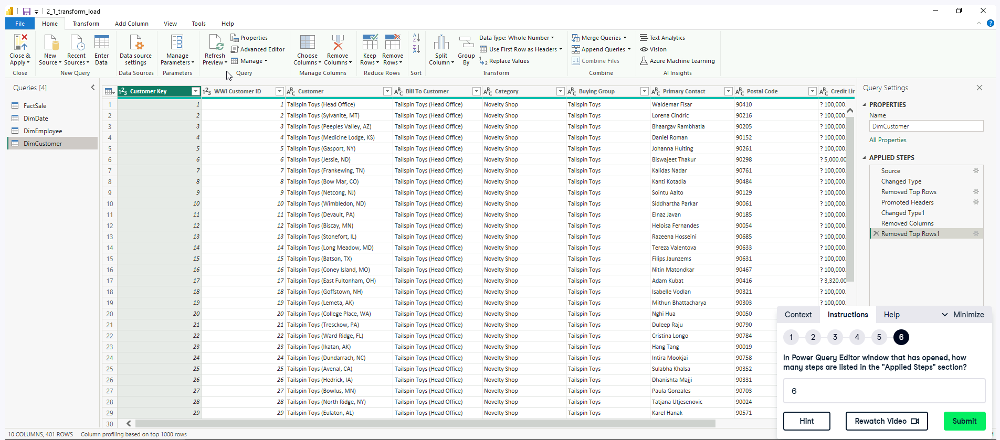 2_1_transform_load
File Home Transform Add Column View Tools Help
Close & Apply
Close
New Source
Recent Sources
Enter Data
New Query
Data source settings
Data Sources
Manage Parameters
Parameters
Refresh Preview
Properties
Advanced Editor
Manage
Query
Choose Columns
Remove Columns
Manage Columns
Keep Rows
Remove Rows
Reduce Rows
Sort
Split Column
Group By
Data Type: Whole Number
Use First Row as Headers
Replace Values
Transform
Merge Queries
Append Queries
Combine Files
Combine
Text Analytics
Vision
Azure Machine Learning
AI Insights
Queries [4]
FactSale
DimDate
DimEmployee
DimCustomer
Customer Key WWI Customer ID Customer Bill To Customer Category Buying Group Primary Contact Postal Code Credit Lir
1 1 1 Tailspin Toys (Head Office) Tailspin Toys (Head Office) Novelty Shop Tailspin Toys Waldemar Fisar 90410 ? 100,000.
2 2 2 Tailspin Toys (Sylvanite, MT) Tailspin Toys (Head Office) Novelty Shop Tailspin Toys Lorena Cindric 90216 ? 100,000.
3 3 3 Tailspin Toys (Peeples Valley, AZ) Tailspin Toys (Head Office) Novelty Shop Tailspin Toys Bhaargav Rambhatla 90205 ? 100,000.
4 4 4 Tailspin Toys (Medicine Lodge, KS) Tailspin Toys (Head Office) Novelty Shop Tailspin Toys Daniel Roman 90152 ? 100,000.
5 5 5 Tailspin Toys (Gasport, NY) Tailspin Toys (Head Office) Novelty Shop Tailspin Toys Johanna Huiting 90261 ? 100,000.
6 6 6 Tailspin Toys (Jessie, ND) Tailspin Toys (Head Office) Novelty Shop Tailspin Toys Biswajeet Thakur 90298 ? 5,000.00
7 7 7 Tailspin Toys (Frankewing, TN) Tailspin Toys (Head Office) Novelty Shop Tailspin Toys Kalidas Nadar 90761 ? 100,000.
8 8 8 Tailspin Toys (Bow Mar, CO) Tailspin Toys (Head Office) Novelty Shop Tailspin Toys Kanti Kotadia 90484 ? 100,000.
9 9 9 Tailspin Toys (Netcong, NJ) Tailspin Toys (Head Office) Novelty Shop Tailspin Toys Sointu Aalto 90129 ? 100,000.
10 10 10 Tailspin Toys (Wimbledon, ND) Tailspin Toys (Head Office) Novelty Shop Tailspin Toys Siddhartha Parkar 90061 ? 100,000.
11 11 11 Tailspin Toys (Devault, PA) Tailspin Toys (Head Office) Novelty Shop Tailspin Toys Elnaz Javan 90185 ? 100,000.
12 12 12 Tailspin Toys (Biscay, MN) Tailspin Toys (Head Office) Novelty Shop Tailspin Toys Heloisa Fernandes 90054 ? 100,000.
13 13 13 Tailspin Toys (Stonefort, IL) Tailspin Toys (Head Office) Novelty Shop Tailspin Toys Razeena Hosseini 90685 ? 100,000.
14 14 14 Tailspin Toys (Long Meadow, MD) Tailspin Toys (Head Office) Novelty Shop Tailspin Toys Tereza Valentova 90633 ? 100,000.
15 15 15 Tailspin Toys (Batson, TX) Tailspin Toys (Head Office) Novelty Shop Tailspin Toys Filips Jaunzems 90631 ? 100,000.
16 16 16 Tailspin Toys (Coney Island, MO) Tailspin Toys (Head Office) Novelty Shop Tailspin Toys Nitin Matondkar 90467 ? 100,000.
17 17 17 Tailspin Toys (East Fultonham, OH) Tailspin Toys (Head Office) Novelty Shop Tailspin Toys Adam Kubat 90416 ? 3,320.00
18 18 18 Tailspin Toys (Goffstown, NH) Tailspin Toys (Head Office) Novelty Shop Tailspin Toys Isabelle Vodlan 90321 ? 100,000.
19 19 19 Tailspin Toys (Lemeta, AK) Tailspin Toys (Head Office) Novelty Shop Tailspin Toys Mithun Bhattacharya 90303 ? 100,000.
20 20 20 Tailspin Toys (College Place, WA) Tailspin Toys (Head Office) Novelty Shop Tailspin Toys Nghi Hua 90050
21 21 21 Tailspin Toys (Tresckow, PA) Tailspin Toys (Head Office) Novelty Shop Tailspin Toys Duleep Raju 90790
22 22 22 Tailspin Toys (Ward Ridge, FL) Tailspin Toys (Head Office) Novelty Shop Tailspin Toys Cristina Longo 90784
23 23 23 Tailspin Toys (Ikatan, AK) Tailspin Toys (Head Office) Novelty Shop Tailspin Toys Hang Tang 90019
24 24 24 Tailspin Toys (Dundarrach, NC) Tailspin Toys (Head Office) Novelty Shop Tailspin Toys Intira Mookjai 90758
25 25 25 Tailspin Toys (Avenal, CA) Tailspin Toys (Head Office) Novelty Shop Tailspin Toys Sulabha Khalsa 90352
26 26 26 Tailspin Toys (Hedrick, IA) Tailspin Toys (Head Office) Novelty Shop Tailspin Toys Dhanishta Majji 90331
27 27 27 Tailspin Toys (Bowlus, MN) Tailspin Toys (Head Office) Novelty Shop Tailspin Toys Paula Gonzales 90703
28 28 28 Tailspin Toys (North Ridge, NY) Tailspin Toys (Head Office) Novelty Shop Tailspin Toys Tatjana Utjesenovic 90024
29 29 29 Tailspin Toys (Eulaton, AL) Tailspin Toys (Head Office) Novelty Shop Tailspin Toys Karel Hanak 90571
30
Query Settings
PROPERTIES
Name
DimCustomer
All Properties
APPLIED STEPS
Source
Changed Type
Removed Top Rows
Promoted Headers
Changed Type1
Removed Columns
Removed Top Rows1
Context Instructions Help Minimize
1 2 3 4 5 6
In Power Query Editor window that has opened, how
many steps are listed in the "Applied Steps" section?
6
Hint Rewatch Video Submit
10 COLUMNS, 401 ROWS Column profiling based on top 1000 rows